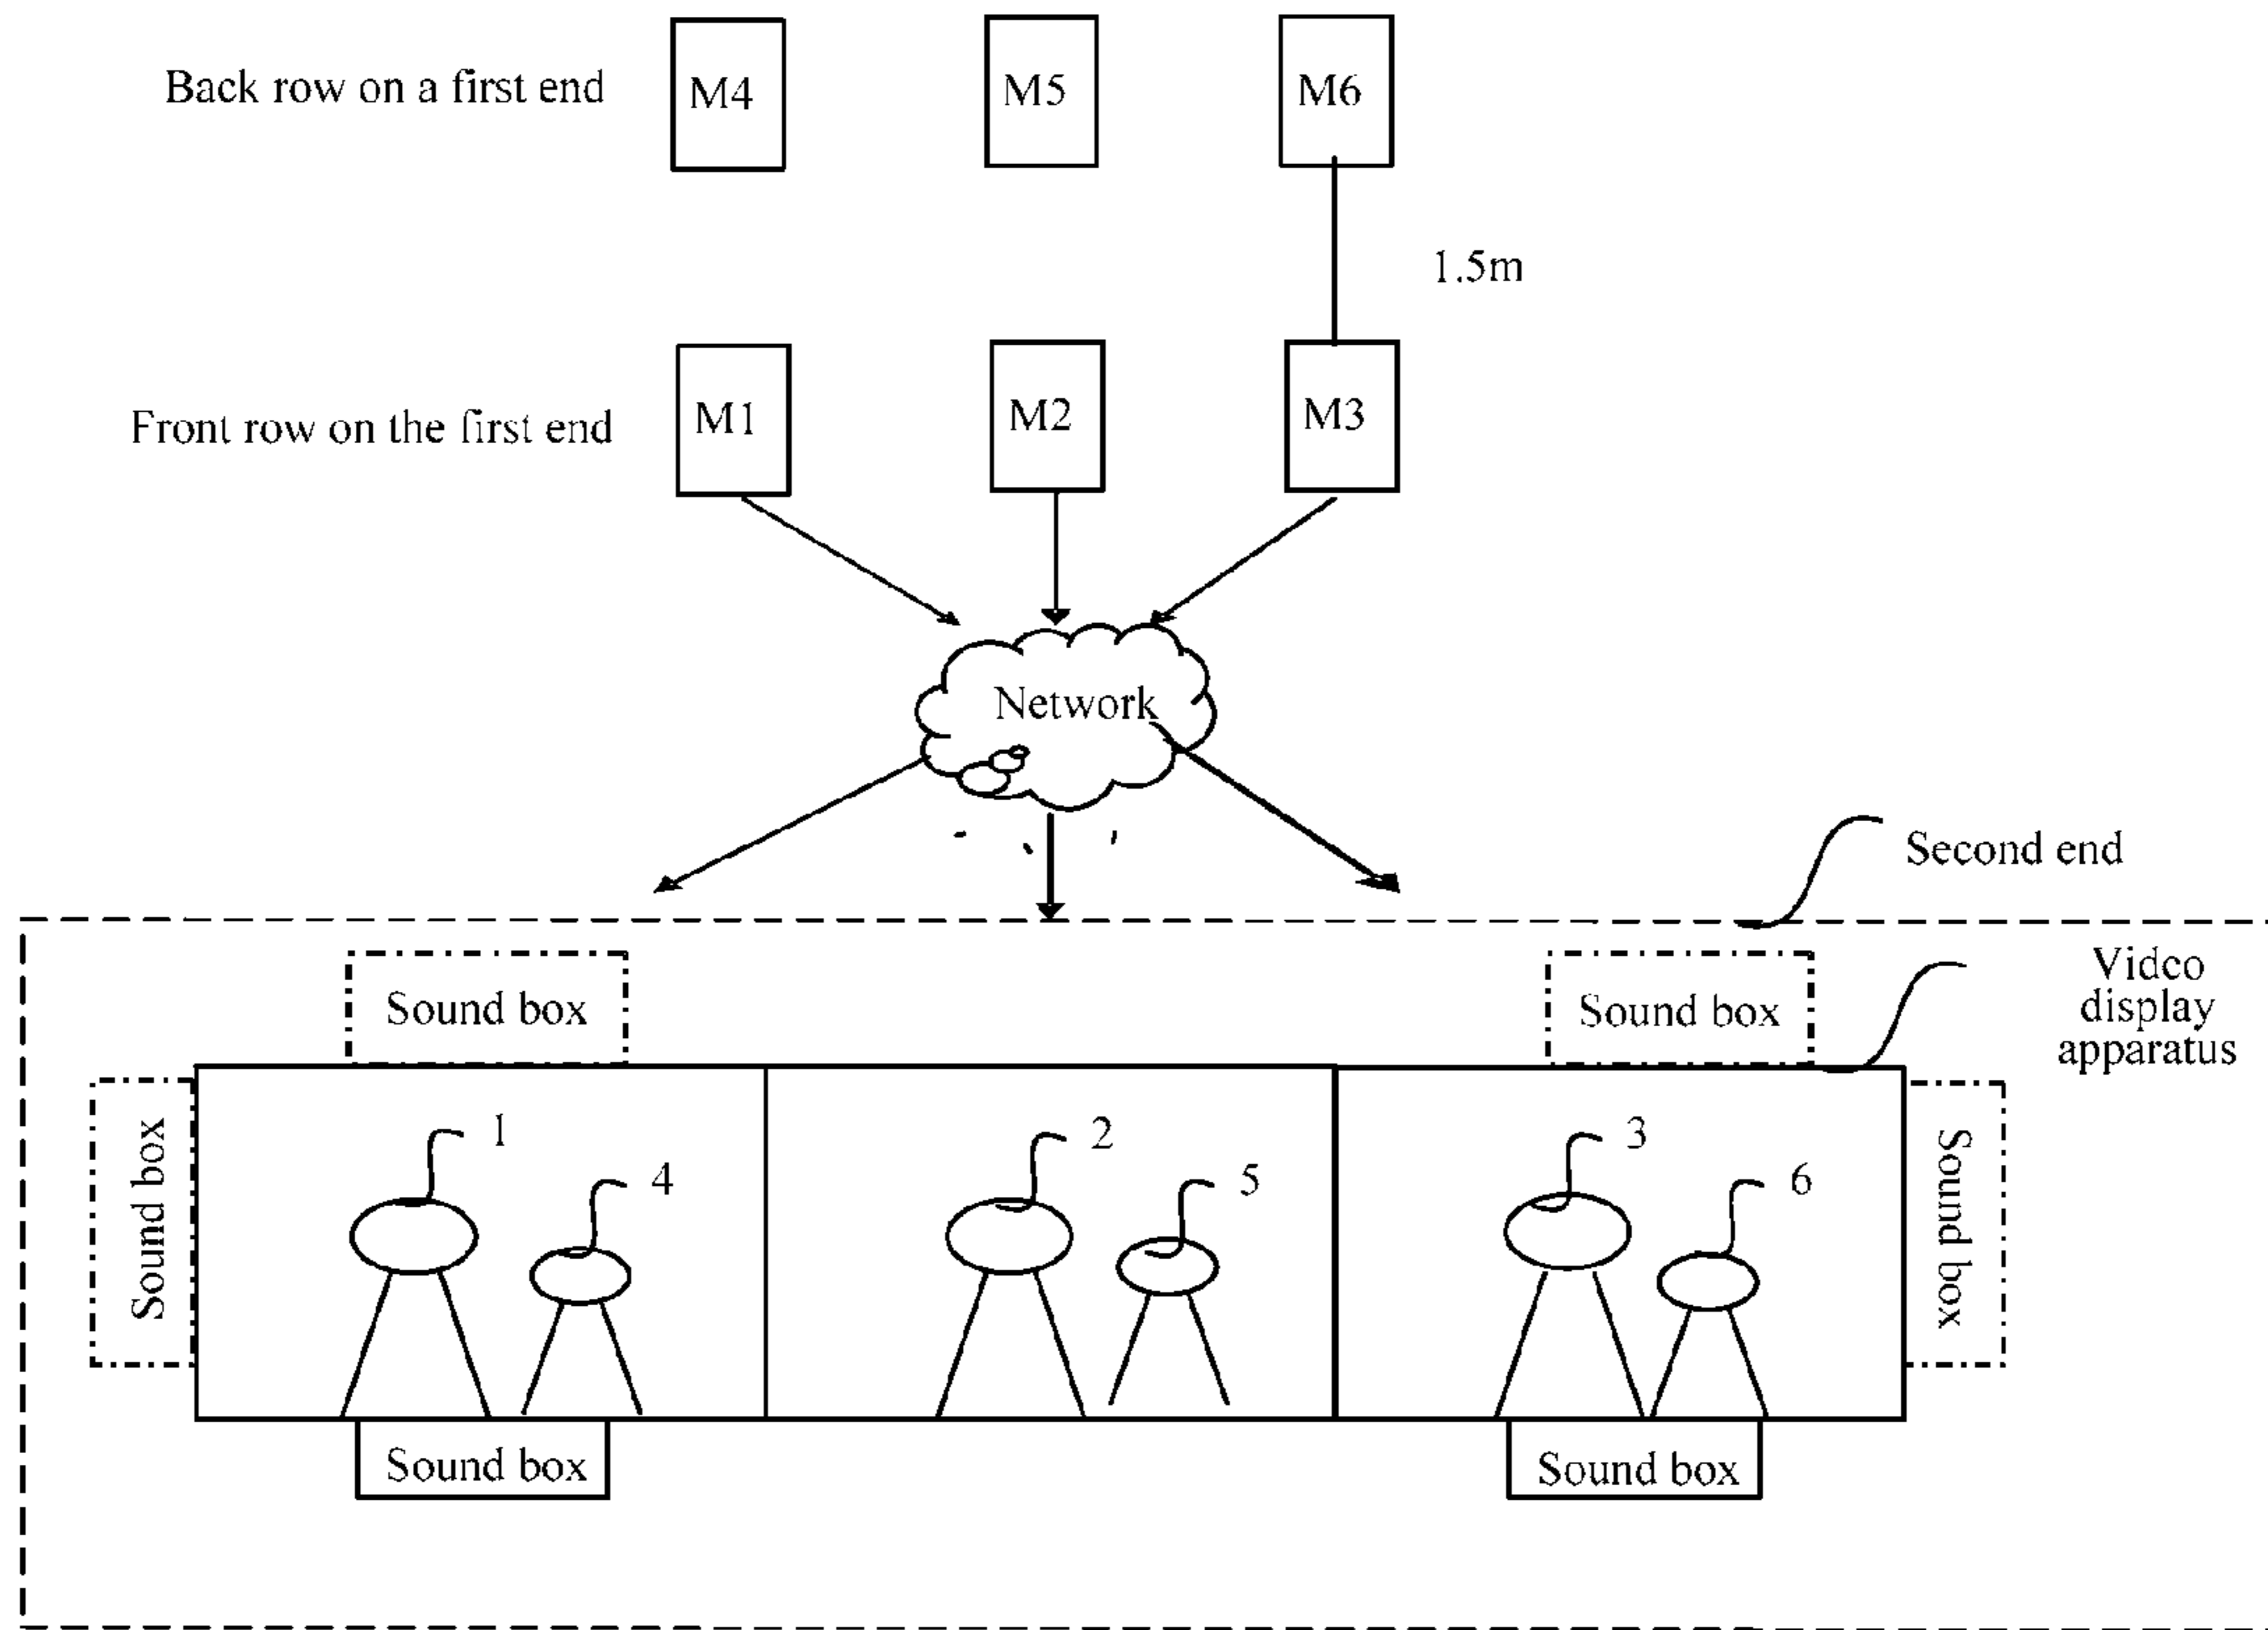 Back row on a first end
M4
M5
M6
1.5m
Front row on the first end
M1
M2
M3
Network
Second end
Video
display
apparatus
Sound box
Sound box
Sound box
1
4
2
5
3
6
Sound box
Sound box
Sound box